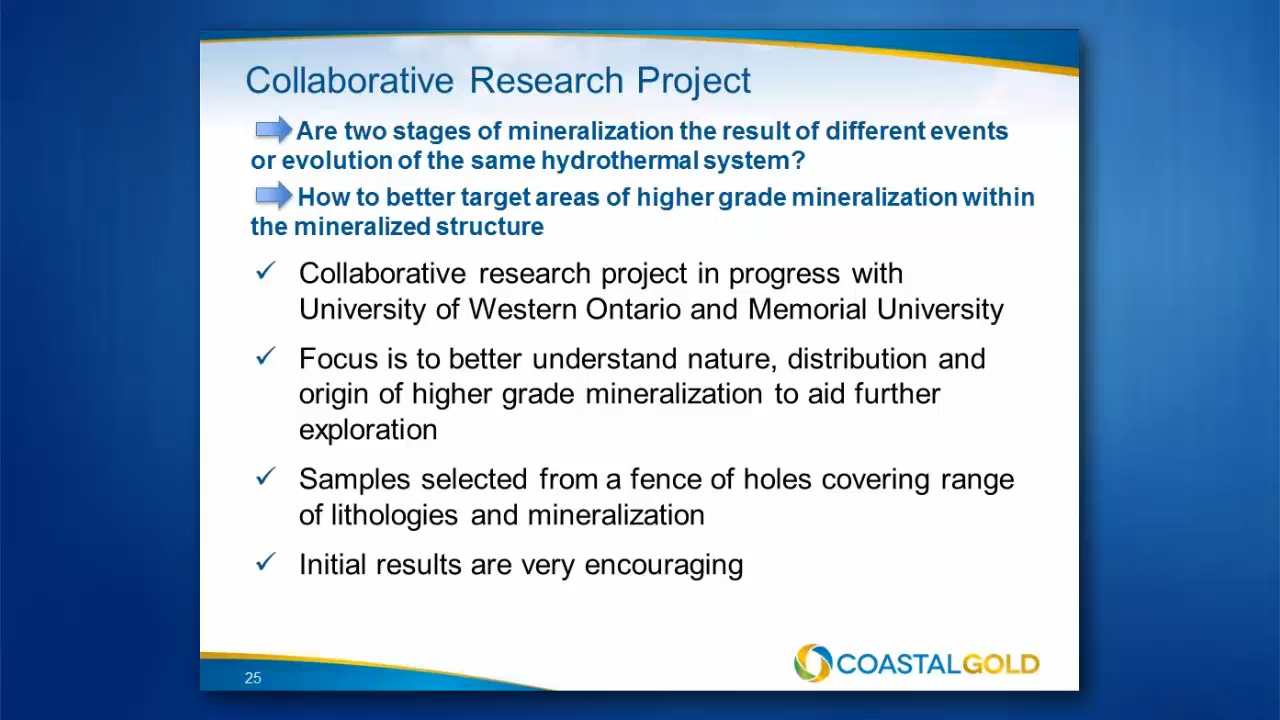 Collaborative Research Project
Are two stages of mineralization the result of different events
or evolution of the same hydrothermal system?
How to better target areas of higher grade mineralization within
the mineralized structure
Collaborative research project in progress with
University of Western Ontario and Memorial University
Focus is to better understand nature, distribution and
origin of higher grade mineralization to aid further
exploration
Samples selected from a fence of holes covering range
of lithologies and mineralization
Initial results are very encouraging
25
COASTALGOLD